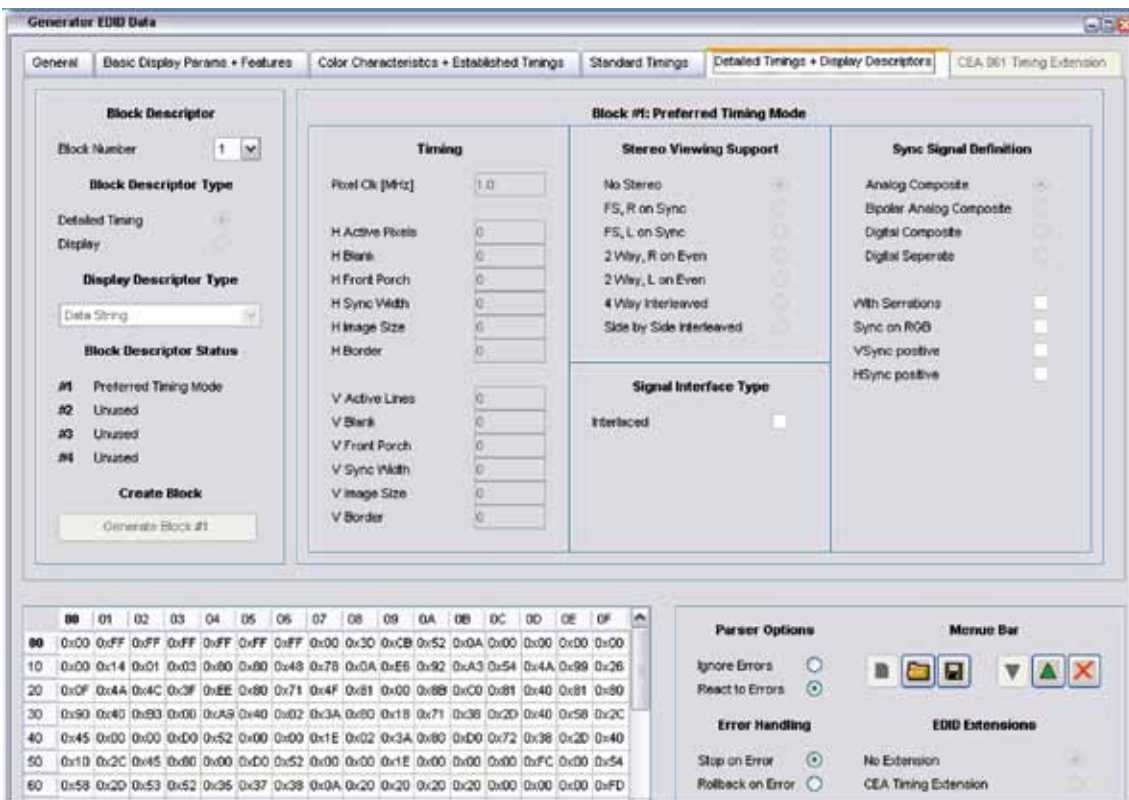 Generator EDID Data
General
Basic Display Params + Features
Color Characteristcs + Established Timings
Standard Timings
Detailed Timings + Display Descriptors
CEA 861 Timing Extension
Block Descriptor
Block Number 1
Block Descriptor Type
Detailed Timing
Display
Display Descriptor Type
Data String
Block Descriptor Status
#1 Preferred Timing Mode
#2 Unused
#3 Unused
#4 Unused
Create Block
Generate Block #1
Block #1: Preferred Timing Mode
Timing
Pixel Clk [MHz] 1.0
H Active Pixels 0
H Blank 0
H Front Porch 0
H Sync Width 0
H Image Size 0
H Border 0
V Active Lines 0
V Blank 0
V Front Porch 0
V Sync Width 0
V Image Size 0
V Border 0
Stereo Viewing Support
No Stereo
FS, R on Sync
FS, L on Sync
2 Way, R on Even
2 Way, L on Even
4 Way Interleaved
Side by Side Interleaved
Signal Interface Type
Interlaced
Sync Signal Definition
Analog Composite
Bipolar Analog Composite
Digital Composite
Digital Seperate
With Serrations
Sync on RGB
VSync positive
HSync positive
00 01 02 03 04 05 06 07 08 09 0A 0B 0C 0D 0E 0F
00 0x00 0xFF 0xFF 0xFF 0xFF 0xFF 0xFF 0x00 0x3D 0xCB 0x52 0x0A 0x00 0x00 0x00 0x00
10 0x00 0x14 0x01 0x03 0x80 0x80 0x48 0x78 0x0A 0xE6 0x92 0xA3 0x54 0x4A 0x99 0x26
20 0x0F 0x4A 0x4C 0x3F 0xEE 0x80 0x71 0x4F 0x81 0x00 0x8B 0xC0 0x81 0x40 0x81 0x80
30 0x90 0x40 0xB3 0x00 0xA9 0x40 0x02 0x3A 0x80 0x18 0x71 0x38 0x2D 0x40 0x58 0x2C
40 0x45 0x00 0x00 0xD0 0x52 0x00 0x00 0x1E 0x02 0x3A 0x80 0xD0 0x72 0x38 0x2D 0x40
50 0x10 0x2C 0x45 0x80 0x00 0xD0 0x52 0x00 0x00 0x1E 0x00 0x00 0x00 0xFC 0x00 0x54
60 0x58 0x2D 0x53 0x52 0x35 0x37 0x38 0x0A 0x20 0x20 0x20 0x20 0x00 0x00 0x00 0xFD
Parser Options
Ignore Errors
React to Errors
Error Handling
Stop on Error
Rollback on Error
Menue Bar
EDID Extensions
No Extension
CEA Timing Extension